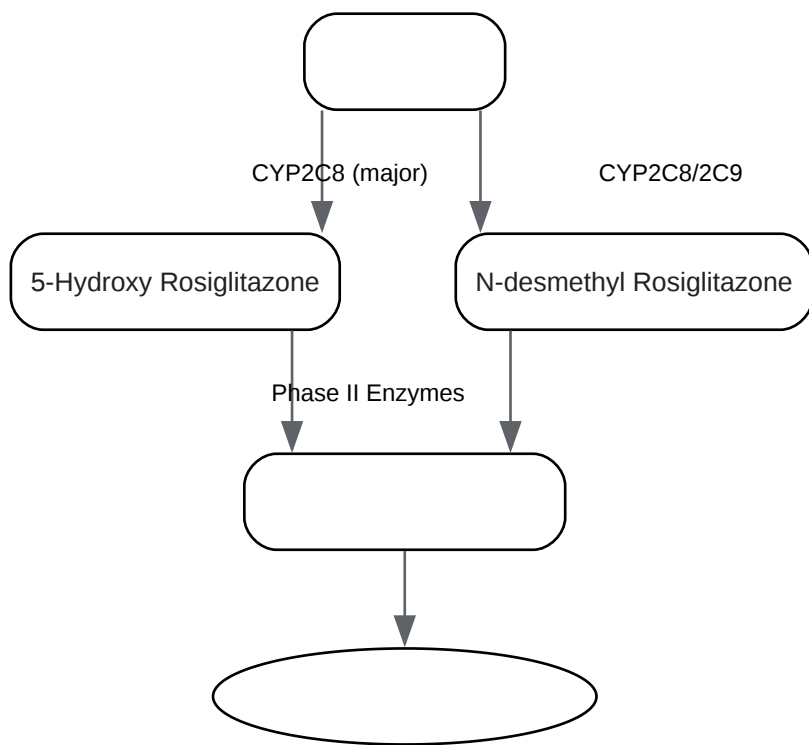 CYP2C8 (major)
CYP2C8/2C9
5-Hydroxy Rosiglitazone
N-desmethyl Rosiglitazone
Phase II Enzymes